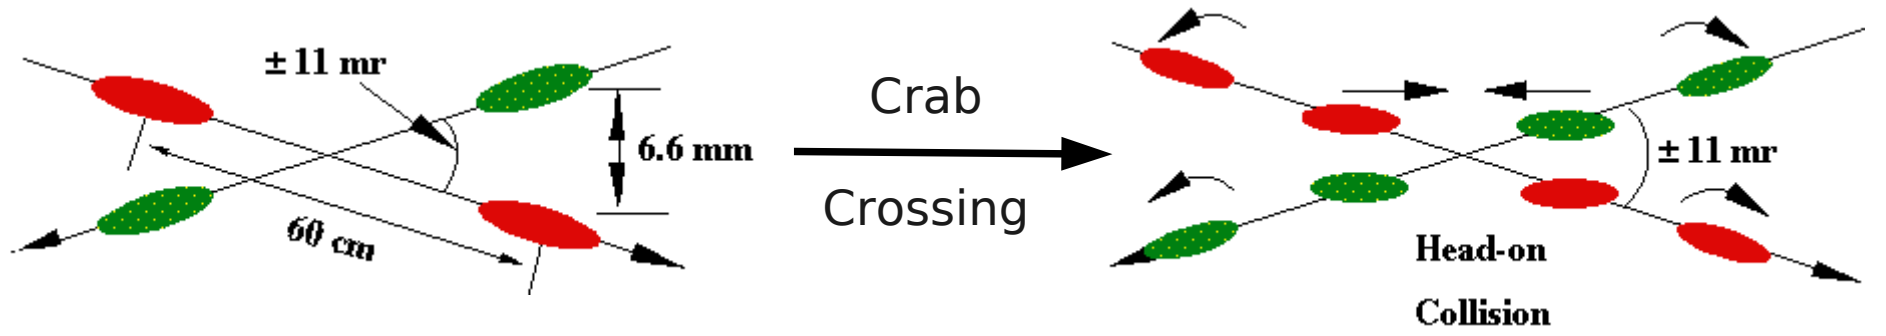 ± 11 mr
6.6 mm
60 cm
Crab
Crossing
± 11 mr
Head-on
Collision